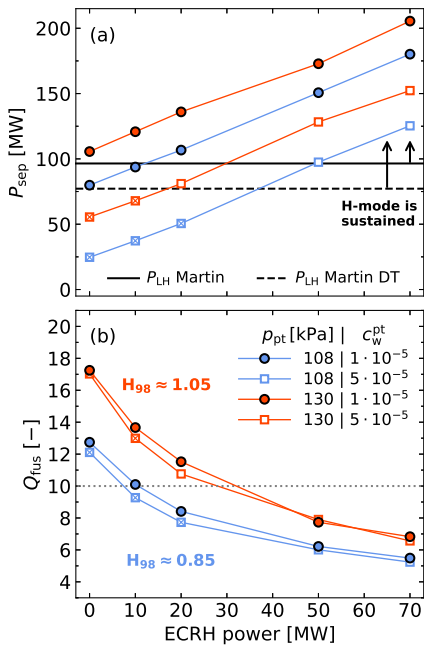 (a)
200
150
100
50
0
P_sep [MW]
H-mode is
sustained
P_LH Martin
P_LH Martin DT
(b)
p_pt [kPa] | c_w^pt
108 | 1 · 10⁻⁵
108 | 5 · 10⁻⁵
130 | 1 · 10⁻⁵
130 | 5 · 10⁻⁵
H₉₈ ≈ 1.05
H₉₈ ≈ 0.85
20
18
16
14
12
10
8
6
4
Q_fus [−]
0 10 20 30 40 50 60 70
ECRH power [MW]